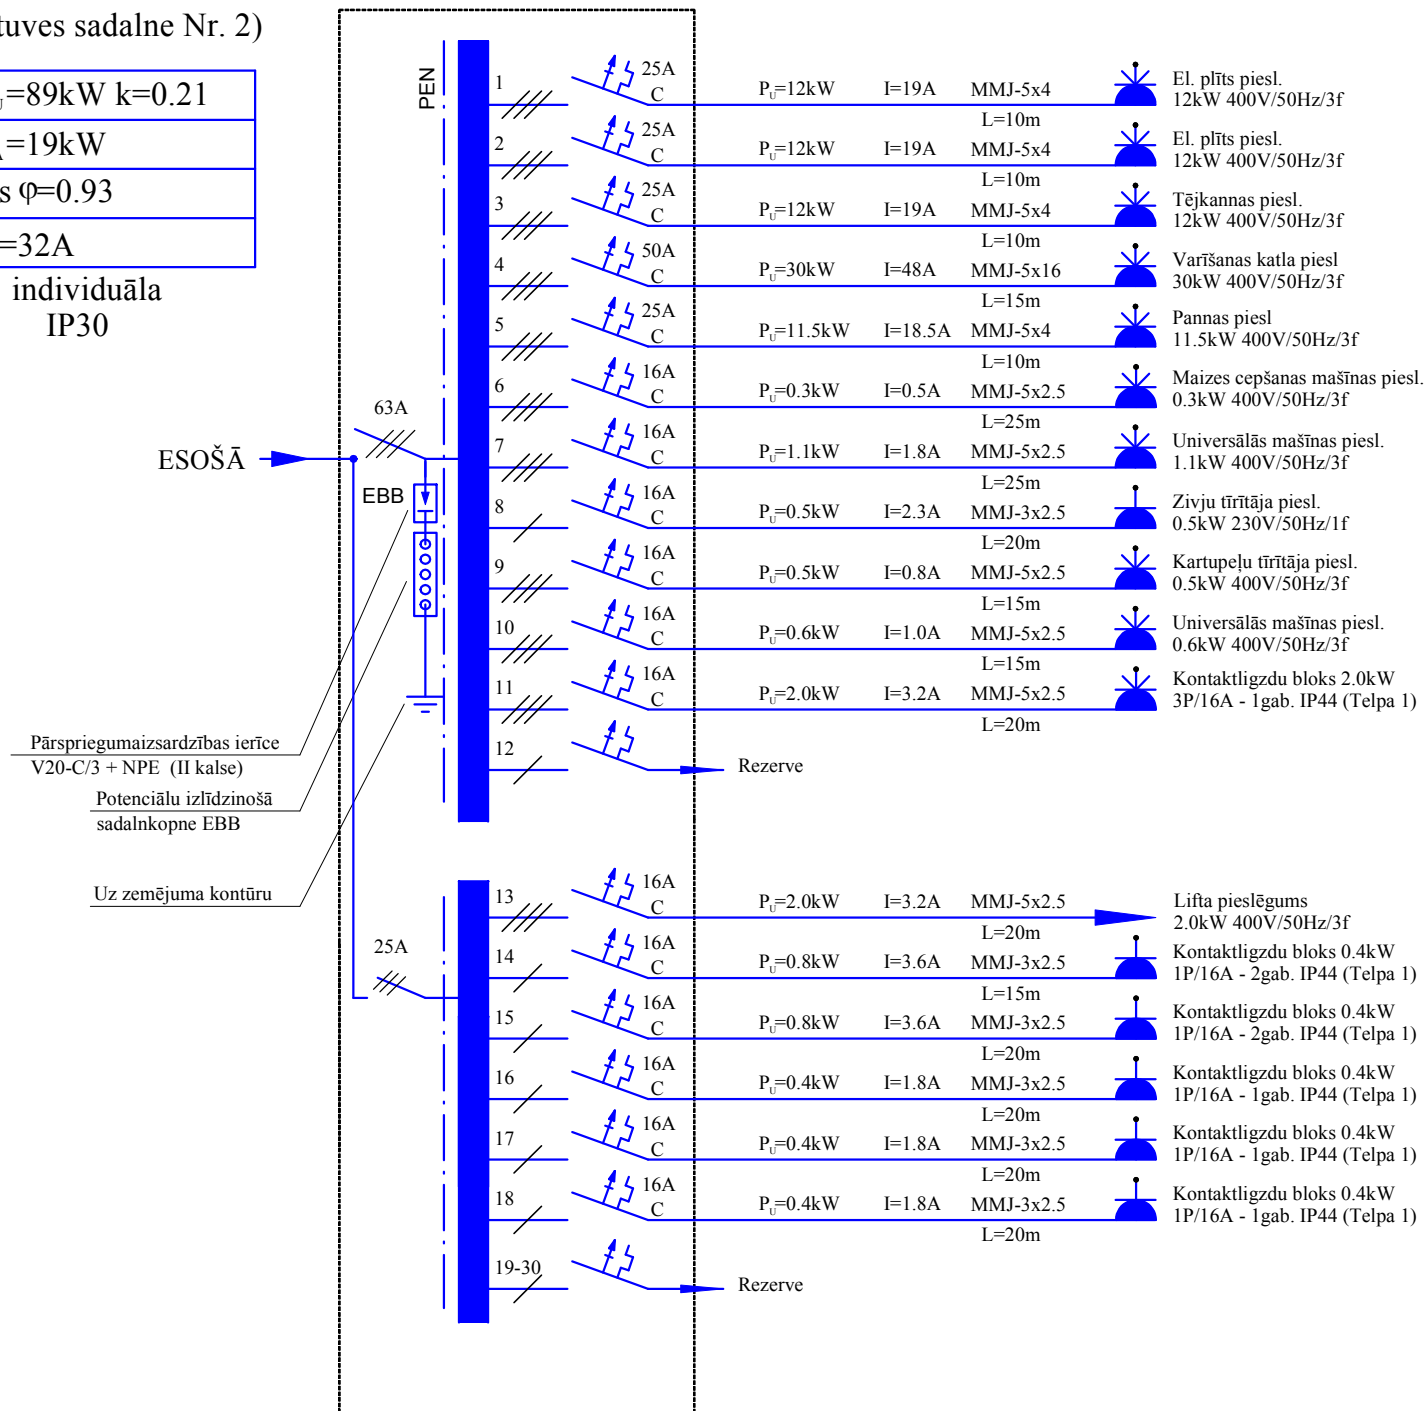 tuves sadalne Nr. 2)
U=89kW k=0.21
=19kW
s φ=0.93
=32A
individuāla
IP30
PEN
63A
ESOŠĀ
EBB
25A
Pārspriegumaizsardzības ierīce
V20-C/3 + NPE (II kalse)
Potenciālu izlīdzinošā
sadalnkopne EBB
Uz zemējuma kontūru
1 25A C PU=12kW I=19A MMJ-5x4 L=10m
El. plīts piesl.
12kW 400V/50Hz/3f
2 25A C PU=12kW I=19A MMJ-5x4 L=10m
El. plīts piesl.
12kW 400V/50Hz/3f
3 25A C PU=12kW I=19A MMJ-5x4 L=10m
Tējkannas piesl.
12kW 400V/50Hz/3f
4 50A C PU=30kW I=48A MMJ-5x16 L=15m
Varīšanas katla piesl
30kW 400V/50Hz/3f
5 25A C PU=11.5kW I=18.5A MMJ-5x4 L=10m
Pannas piesl
11.5kW 400V/50Hz/3f
6 16A C PU=0.3kW I=0.5A MMJ-5x2.5 L=25m
Maizes cepšanas mašīnas piesl.
0.3kW 400V/50Hz/3f
7 16A C PU=1.1kW I=1.8A MMJ-5x2.5 L=25m
Universālās mašīnas piesl.
1.1kW 400V/50Hz/3f
8 16A C PU=0.5kW I=2.3A MMJ-3x2.5 L=20m
Zivju tīrītāja piesl.
0.5kW 230V/50Hz/1f
9 16A C PU=0.5kW I=0.8A MMJ-5x2.5 L=15m
Kartupeļu tīrītāja piesl.
0.5kW 400V/50Hz/3f
10 16A C PU=0.6kW I=1.0A MMJ-5x2.5 L=15m
Universālās mašīnas piesl.
0.6kW 400V/50Hz/3f
11 16A C PU=2.0kW I=3.2A MMJ-5x2.5 L=20m
Kontaktligzdu bloks 2.0kW
3P/16A - 1gab. IP44 (Telpa 1)
12 Rezerve
13 16A C PU=2.0kW I=3.2A MMJ-5x2.5 L=20m
Lifta pieslēgums
2.0kW 400V/50Hz/3f
14 16A C PU=0.8kW I=3.6A MMJ-3x2.5 L=15m
Kontaktligzdu bloks 0.4kW
1P/16A - 2gab. IP44 (Telpa 1)
15 16A C PU=0.8kW I=3.6A MMJ-3x2.5 L=20m
Kontaktligzdu bloks 0.4kW
1P/16A - 2gab. IP44 (Telpa 1)
16 16A C PU=0.4kW I=1.8A MMJ-3x2.5 L=20m
Kontaktligzdu bloks 0.4kW
1P/16A - 1gab. IP44 (Telpa 1)
17 16A C PU=0.4kW I=1.8A MMJ-3x2.5 L=20m
Kontaktligzdu bloks 0.4kW
1P/16A - 1gab. IP44 (Telpa 1)
18 16A C PU=0.4kW I=1.8A MMJ-3x2.5 L=20m
Kontaktligzdu bloks 0.4kW
1P/16A - 1gab. IP44 (Telpa 1)
19-30 Rezerve